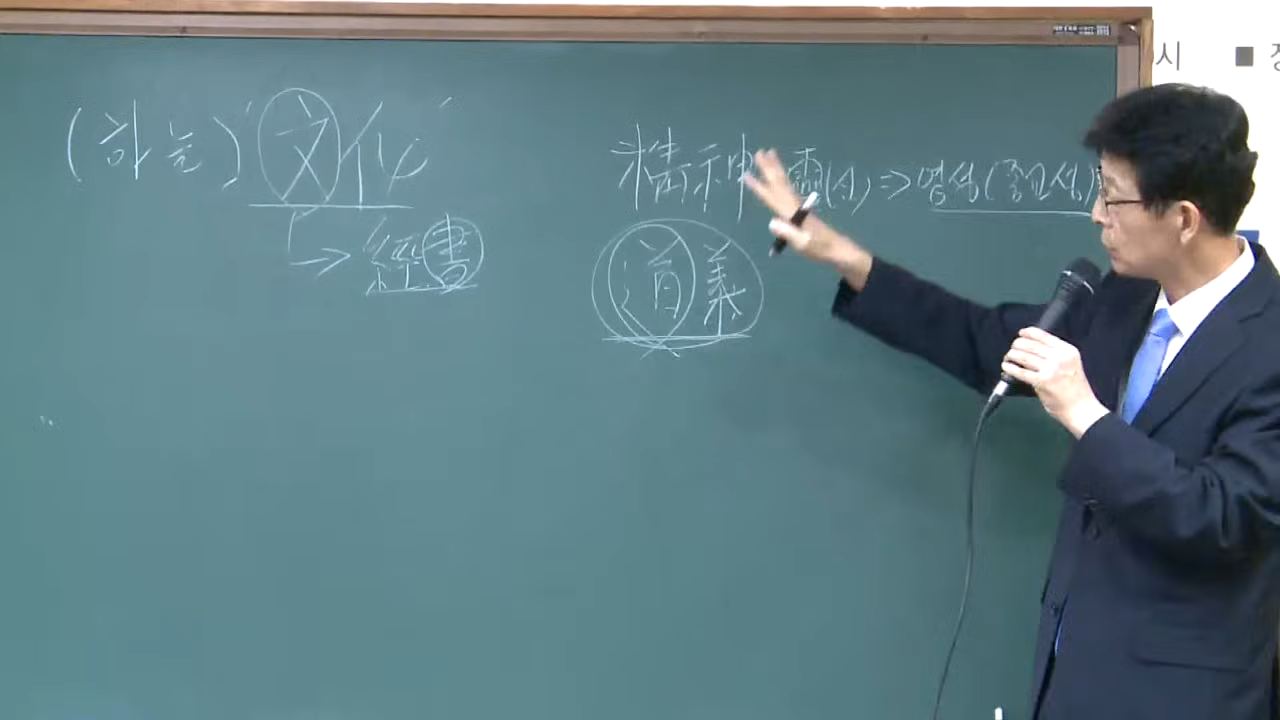 (하늘) '文化'
→ 經書
精神 靈(신) ⇒ 영성(종교성)
道義
시 ■